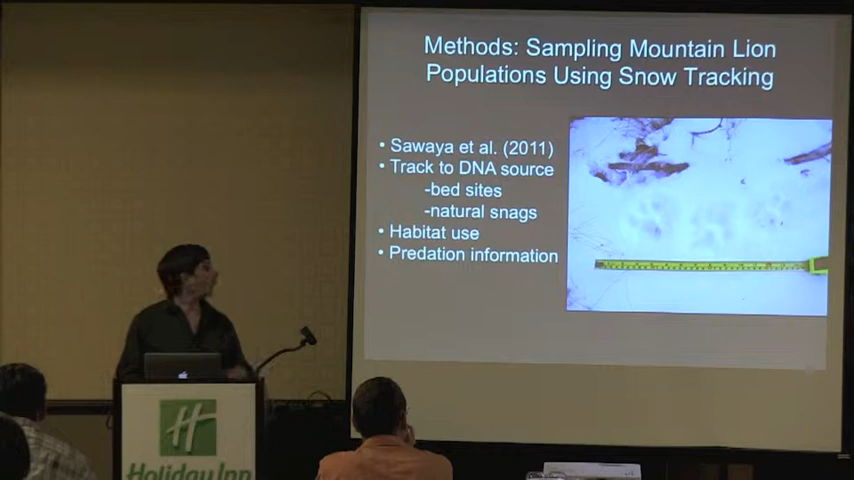 Methods: Sampling Mountain Lion
Populations Using Snow Tracking
• Sawaya et al. (2011)
• Track to DNA source
-bed sites
-natural snags
• Habitat use
• Predation information
H
Holiday Inn